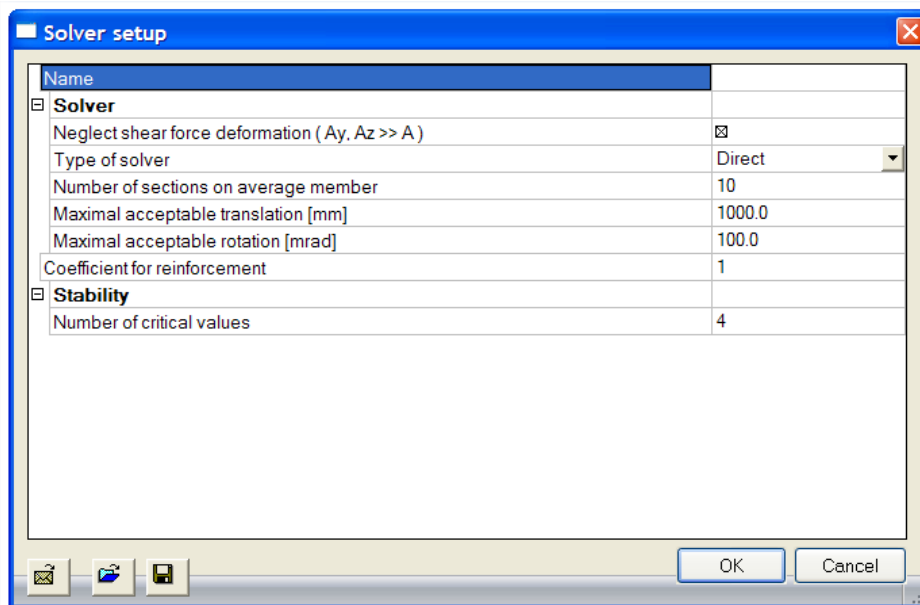 Solver setup
Name
Solver
Neglect shear force deformation ( Ay, Az >> A )
Type of solver Direct
Number of sections on average member 10
Maximal acceptable translation [mm] 1000.0
Maximal acceptable rotation [mrad] 100.0
Coefficient for reinforcement 1
Stability
Number of critical values 4
OK Cancel